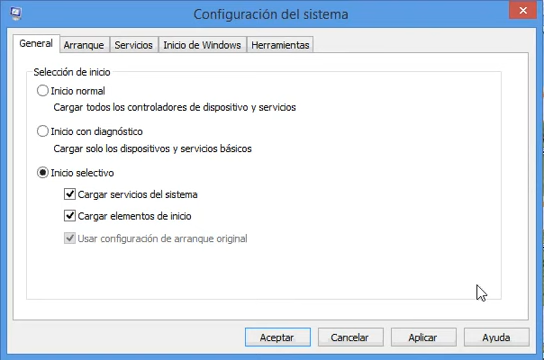 Configuración del sistema
General Arranque Servicios Inicio de Windows Herramientas
Selección de inicio
Inicio normal
Cargar todos los controladores de dispositivo y servicios
Inicio con diagnóstico
Cargar solo los dispositivos y servicios básicos
Inicio selectivo
Cargar servicios del sistema
Cargar elementos de inicio
Usar configuración de arranque original
Aceptar Cancelar Aplicar Ayuda